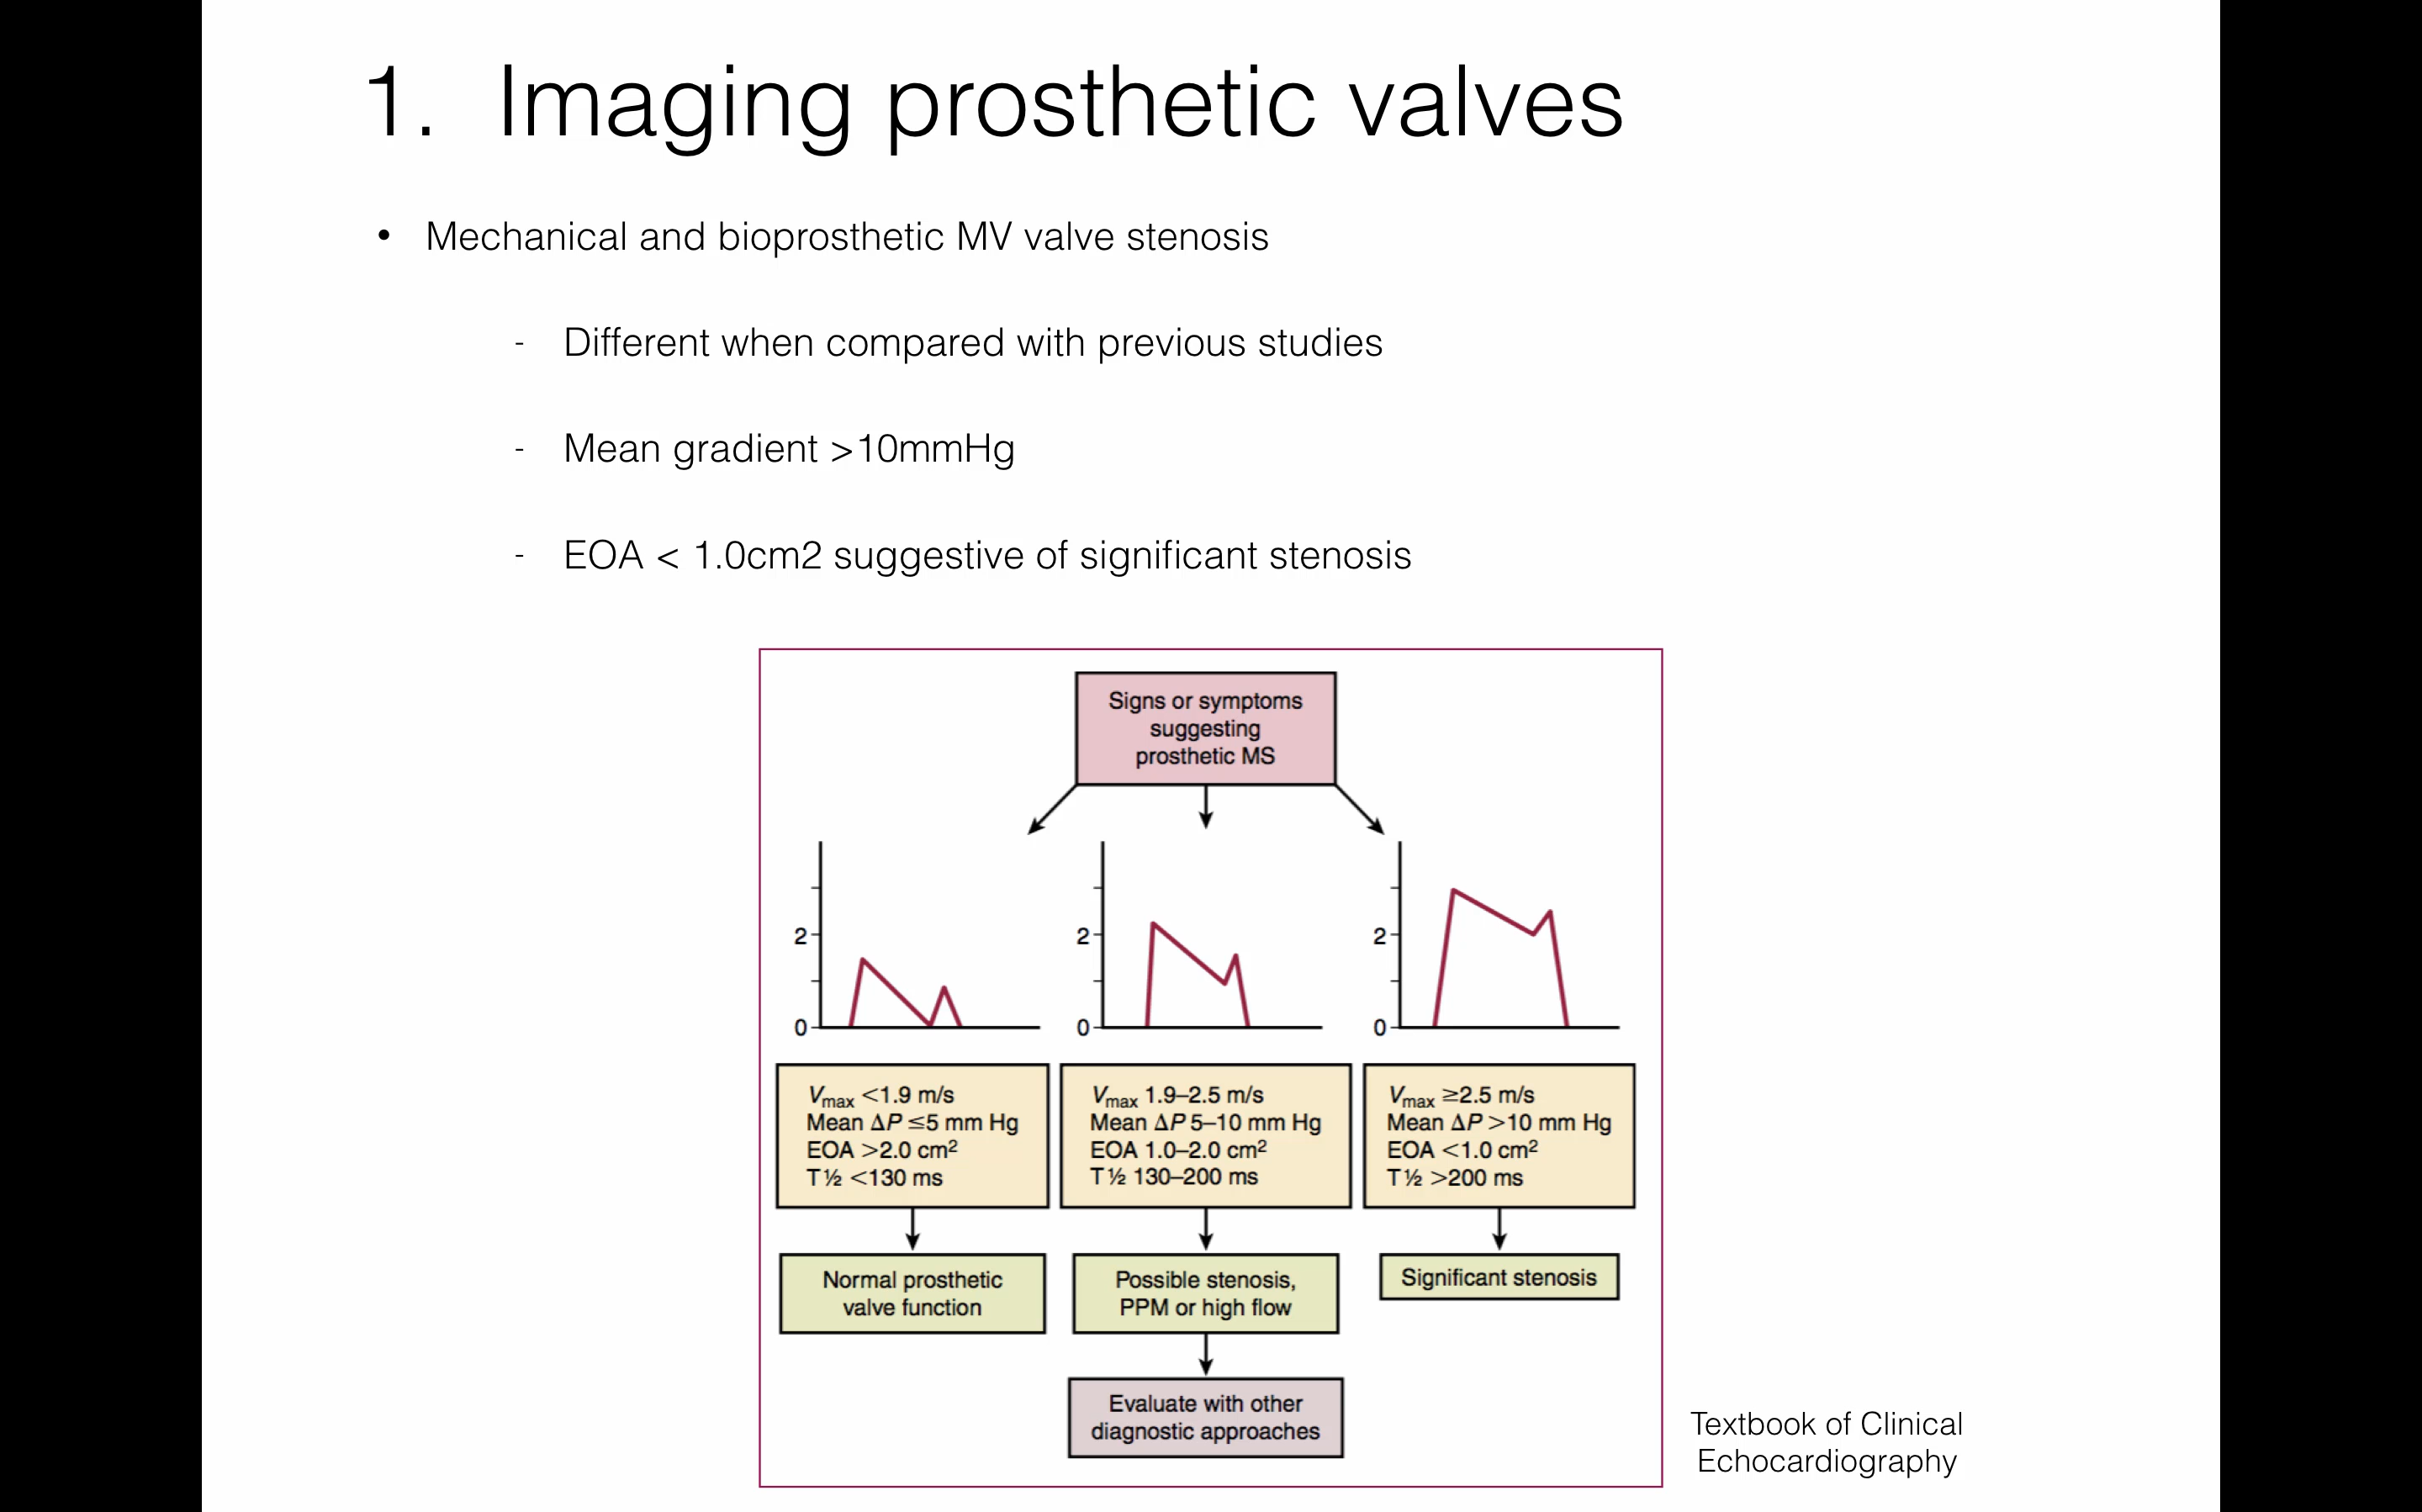 1. Imaging prosthetic valves
• Mechanical and bioprosthetic MV valve stenosis
- Different when compared with previous studies
- Mean gradient >10mmHg
- EOA < 1.0cm2 suggestive of significant stenosis
Signs or symptoms
suggesting
prosthetic MS
2
0
2
0
2
0
Vmax <1.9 m/s
Mean ΔP ≤5 mm Hg
EOA >2.0 cm²
T½ <130 ms
Vmax 1.9–2.5 m/s
Mean ΔP 5–10 mm Hg
EOA 1.0–2.0 cm²
T½ 130–200 ms
Vmax ≥2.5 m/s
Mean ΔP >10 mm Hg
EOA <1.0 cm²
T½ >200 ms
Normal prosthetic
valve function
Possible stenosis,
PPM or high flow
Significant stenosis
Evaluate with other
diagnostic approaches
Textbook of Clinical
Echocardiography